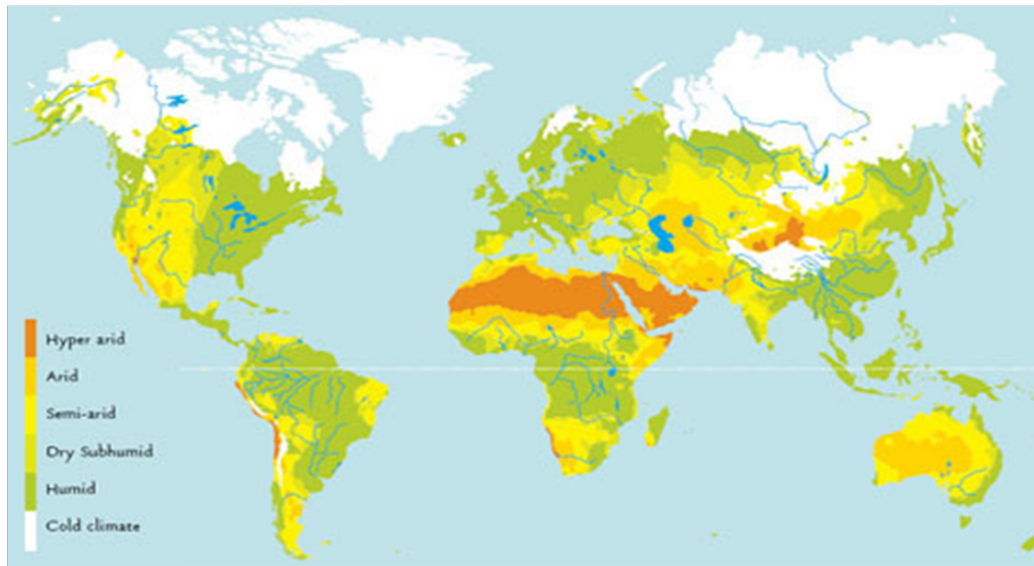 Hyper arid
Arid
Semi-arid
Dry Subhumid
Humid
Cold climate